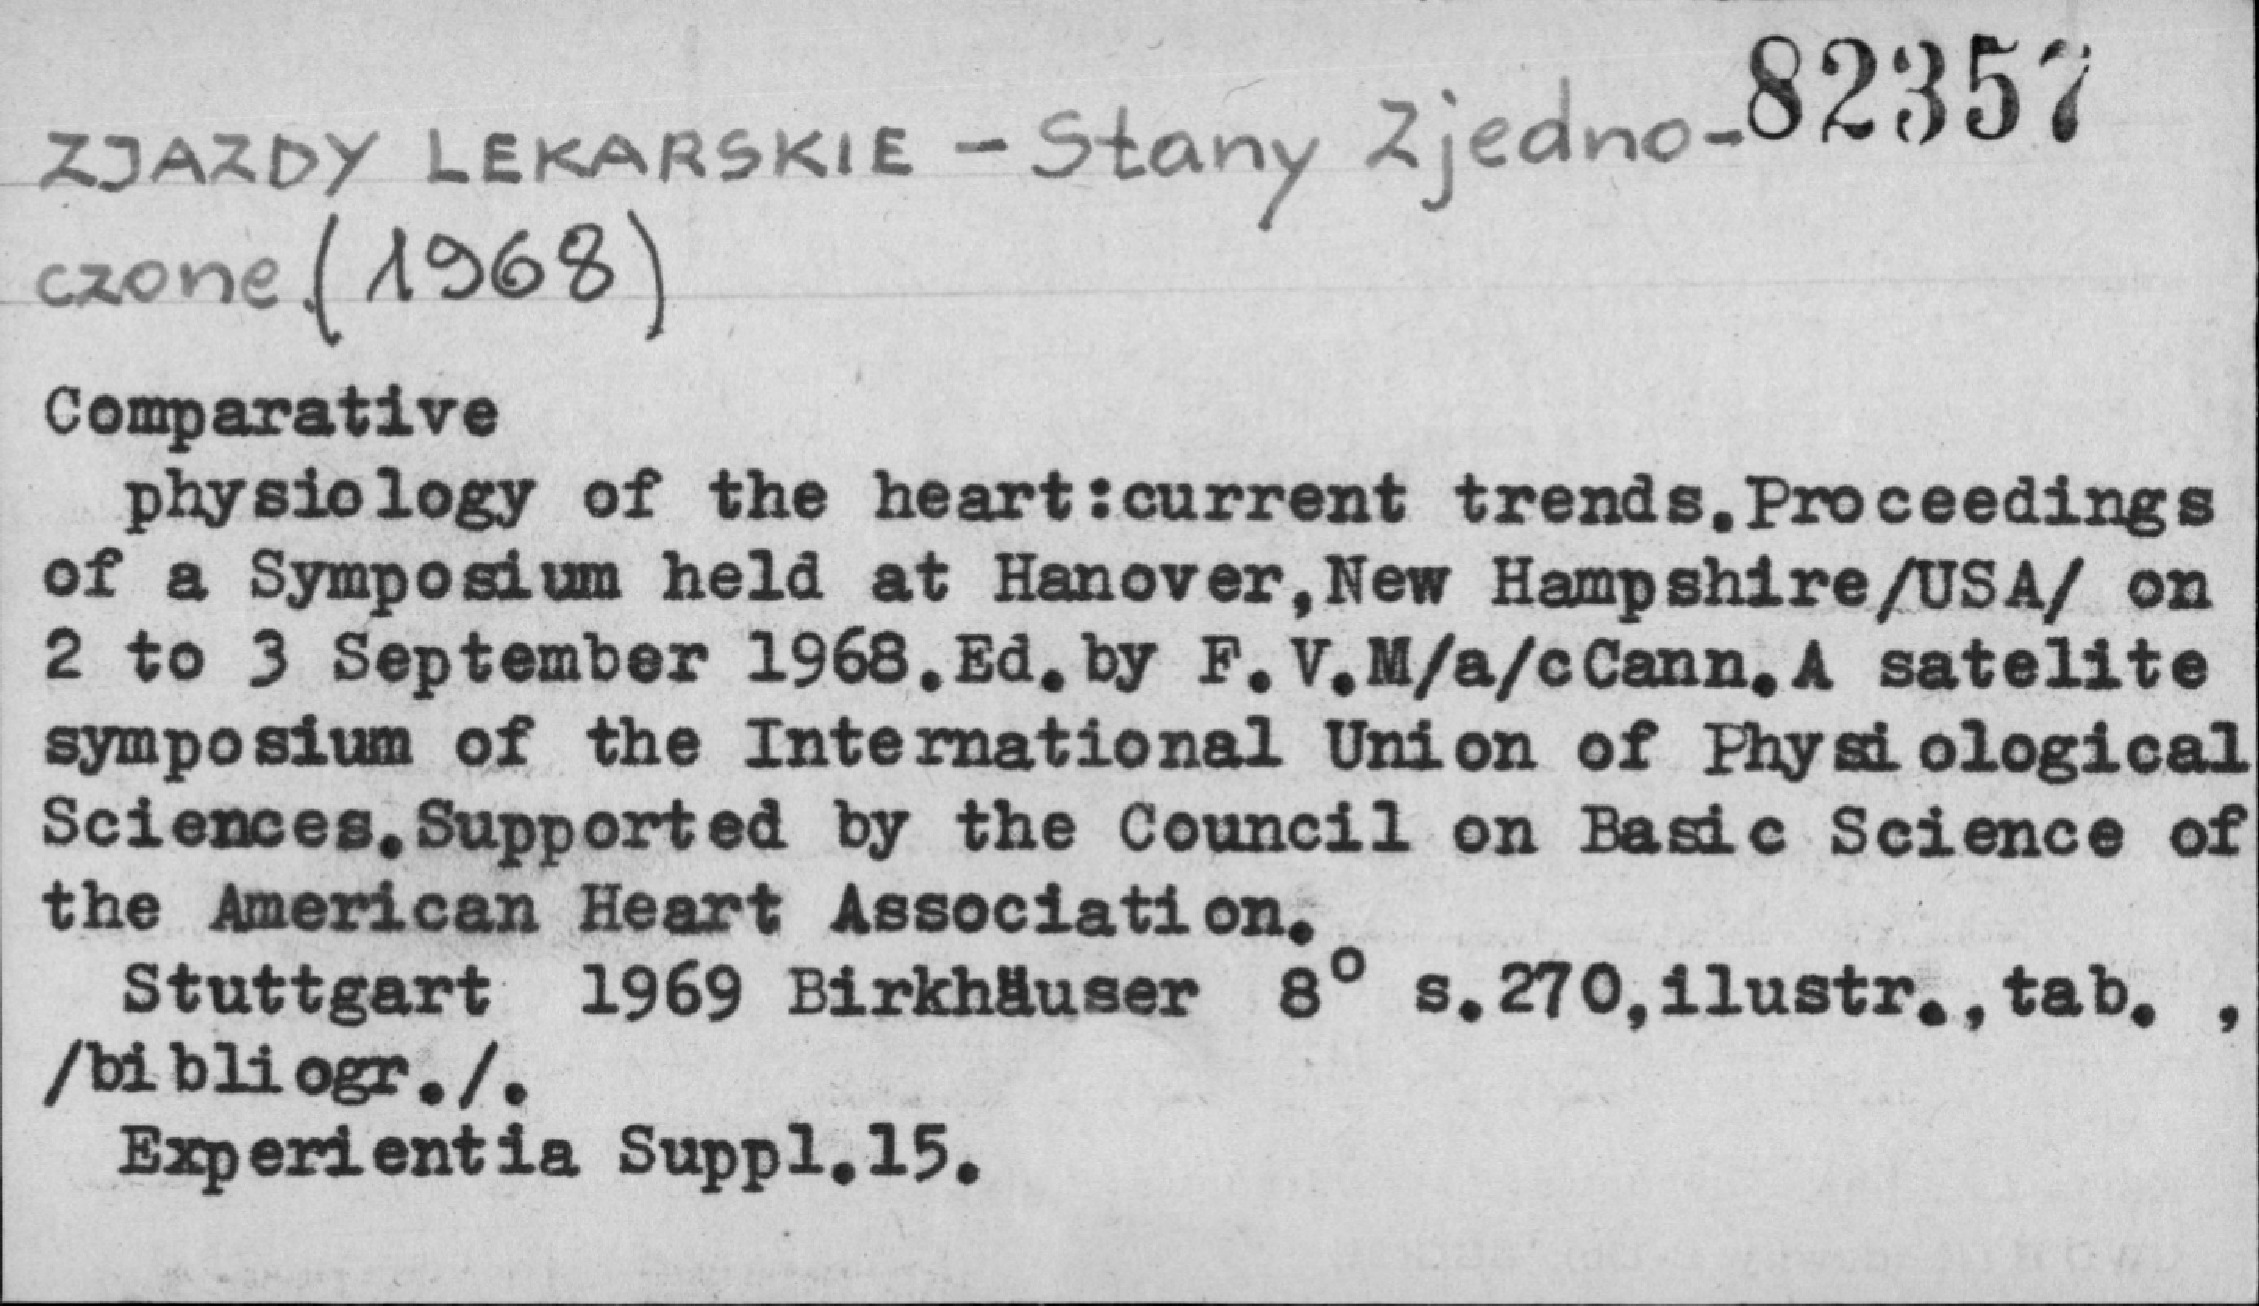 82357
ZJAZDY LEKARSKIE - Stany Zjedno-
czone (1968)
Comparative
physiology of the heart:current trends.Proceedings
of a Symposium held at Hanover,New Hampshire/USA/ on
2 to 3 September 1968.Ed.by F.V.M/a/cCann.A satelite
symposium of the International Union of Physiological
Sciences.Supported by the Council on Basic Science of
the American Heart Association.
Stuttgart 1969 Birkhäuser 8° s.270,ilustr.,tab. ,
/bibliogr./.
Experientia Suppl.15.